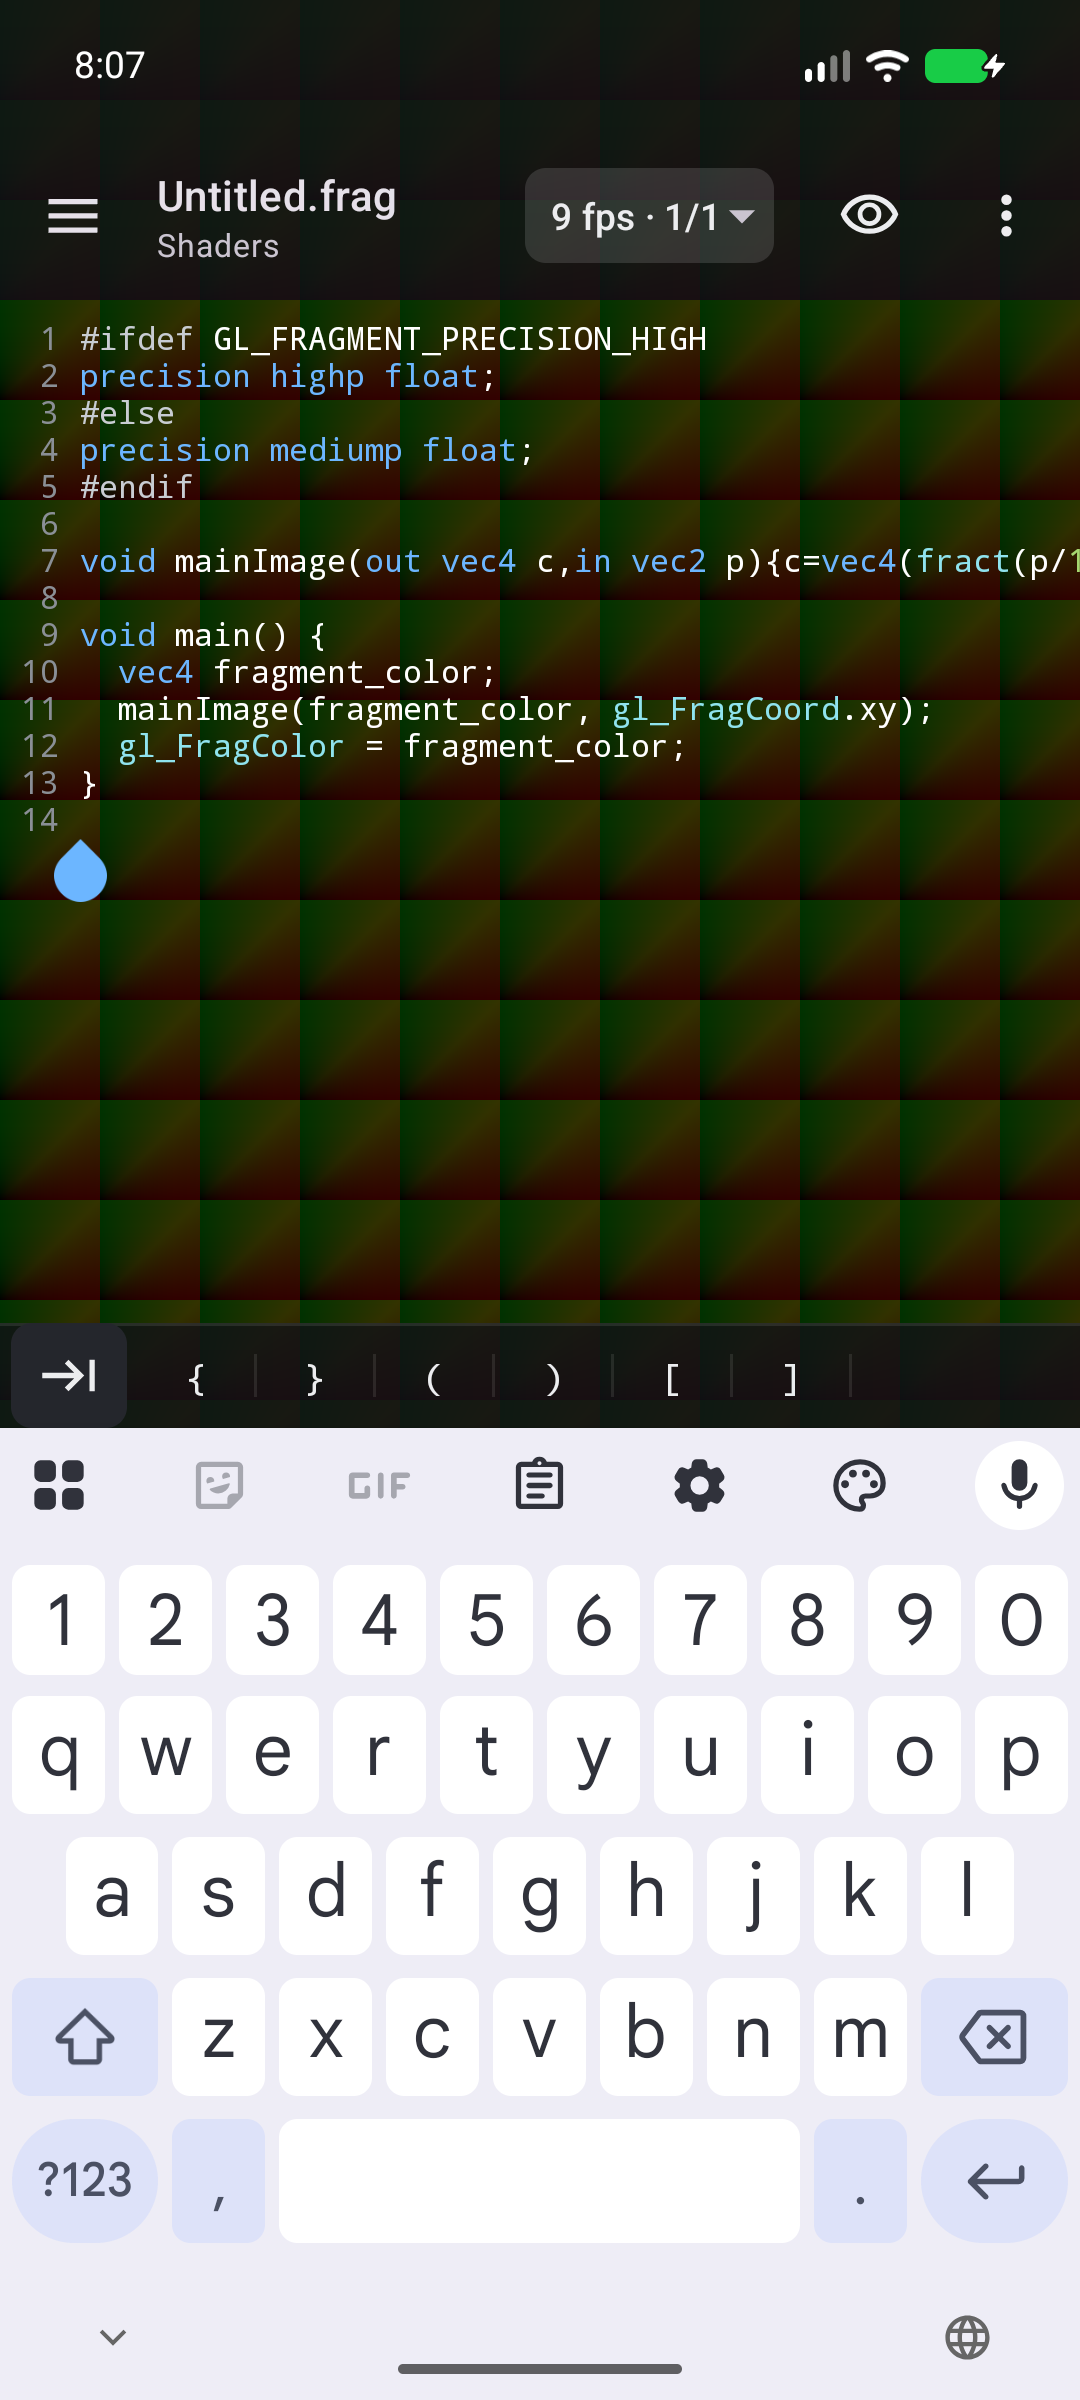 8:07
Untitled.frag
Shaders
9 fps · 1/1
1 #ifdef GL_FRAGMENT_PRECISION_HIGH
2 precision highp float;
3 #else
4 precision mediump float;
5 #endif
6
7 void mainImage(out vec4 c,in vec2 p){c=vec4(fract(p/1
8
9 void main() {
10   vec4 fragment_color;
11   mainImage(fragment_color, gl_FragCoord.xy);
12   gl_FragColor = fragment_color;
13 }
14
{ } ( ) [ ]
GIF
1 2 3 4 5 6 7 8 9 0
q w e r t y u i o p
a s d f g h j k l
z x c v b n m
?123 , .